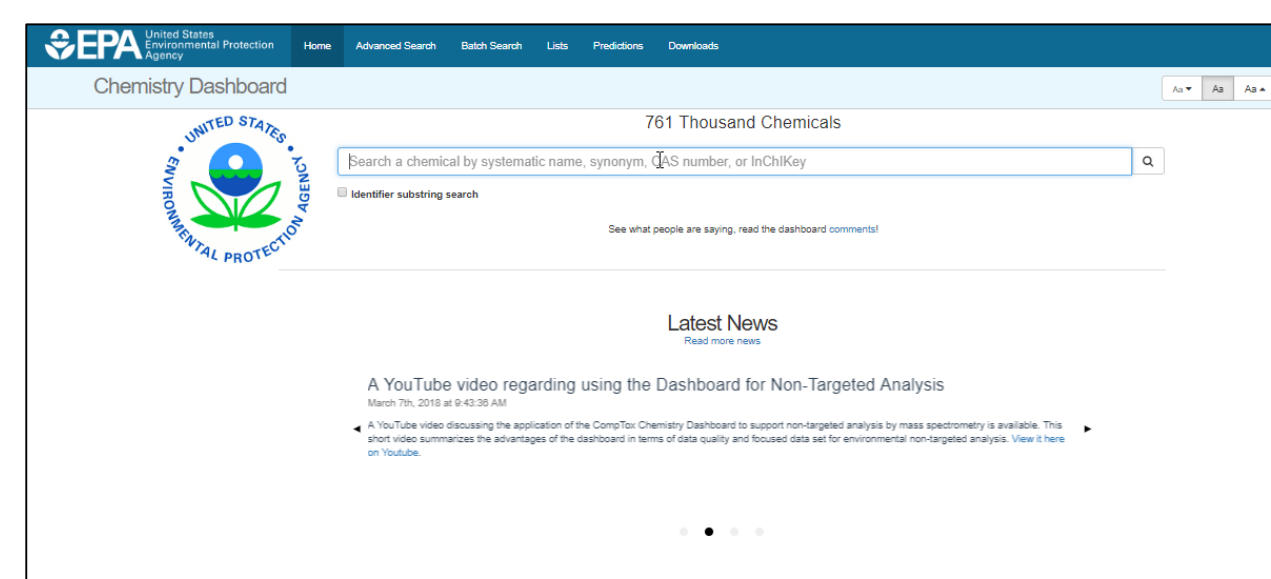 EPA United States
Environmental Protection
Agency
Home Advanced Search Batch Search Lists Predictions Downloads
Chemistry Dashboard
Aa Aa Aa
UNITED STATES
ENVIRONMENTAL PROTECTION AGENCY
761 Thousand Chemicals
Search a chemical by systematic name, synonym, CAS number, or InChIKey
Identifier substring search
See what people are saying, read the dashboard comments!
Latest News
Read more news
A YouTube video regarding using the Dashboard for Non-Targeted Analysis
March 7th, 2018 at 9:43:36 AM
A YouTube video discussing the application of the CompTox Chemistry Dashboard to support non-targeted analysis by mass spectrometry is available. This
short video summarizes the advantages of the dashboard in terms of data quality and focused data set for environmental non-targeted analysis. View it here
on Youtube.